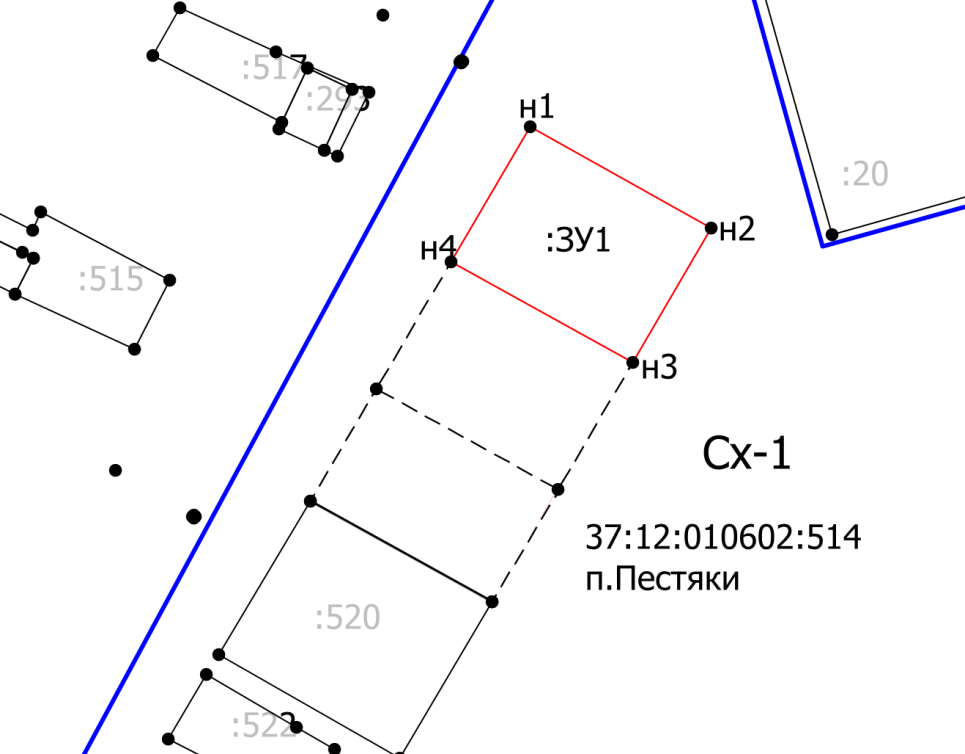 :517
:293
н1
:20
н2
:ЗУ1
н4
:515
н3
Сх-1
37:12:010602:514
п.Пестяки
:520
:522